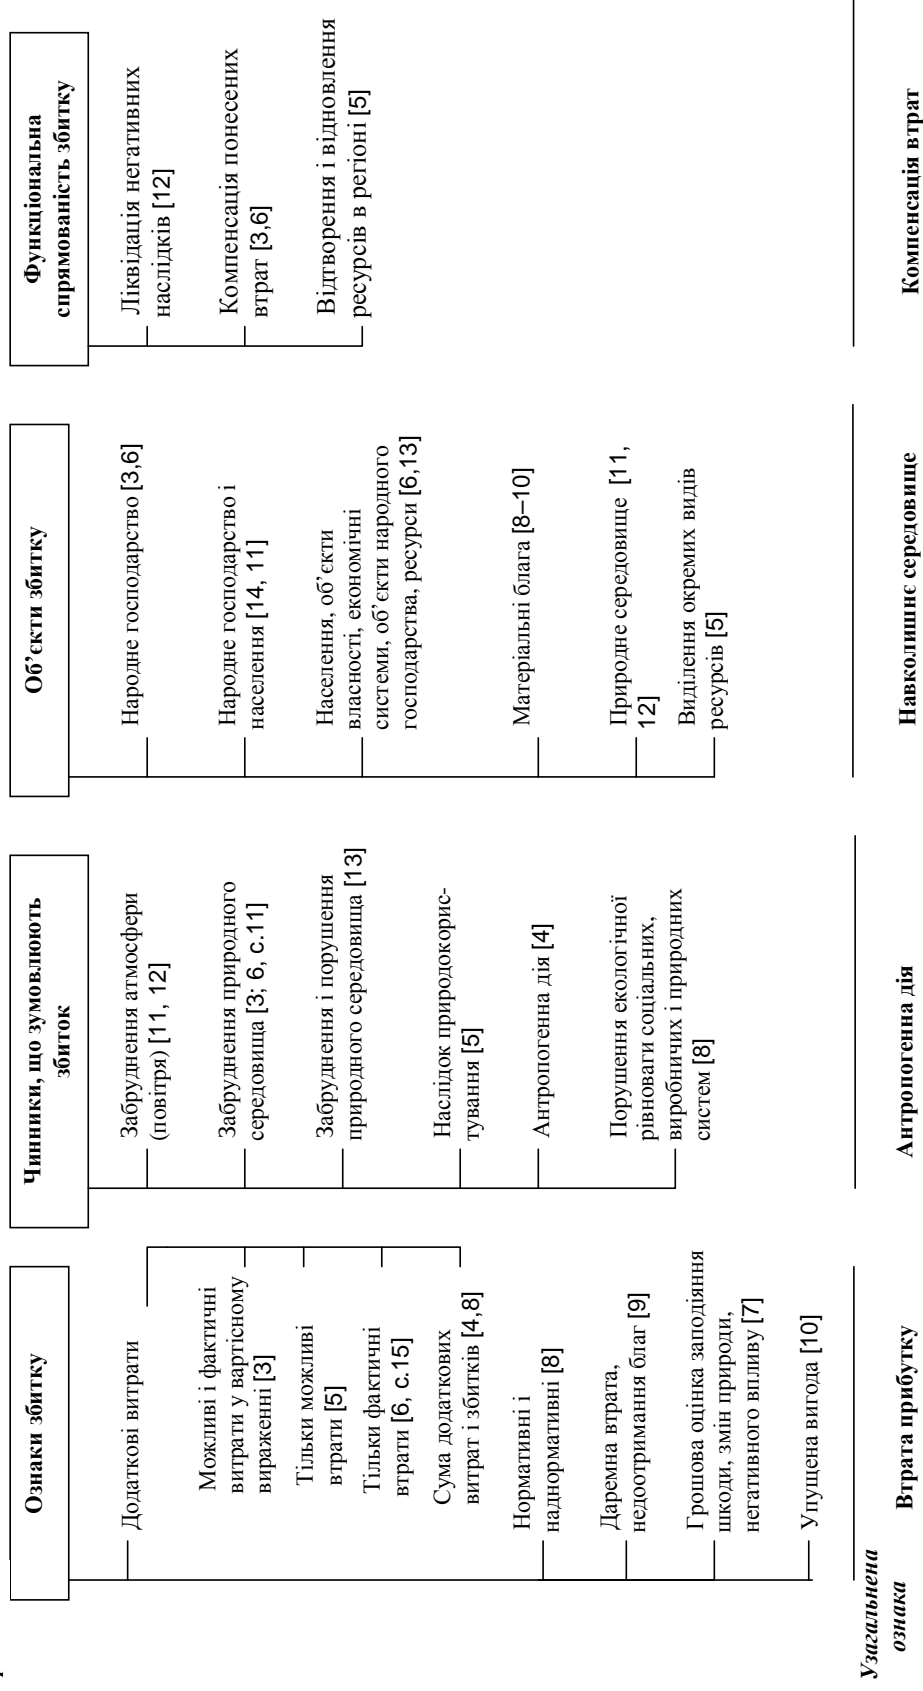 Ознаки збитку
Додаткові витрати
Можливі і фактичні
витрати у вартісному
вираженні [3]
Тільки можливі
втрати [5]
Тільки фактичні
втрати [6, с.15]
Сума додаткових
витрат і збитків [4,8]
Нормативні і
наднормативні [8]
Даремна втрата,
недоотримання благ [9]
Грошова оцінка заподіяння
шкоди, змін природи,
негативного впливу [7]
Упущена вигода [10]
Чинники, що зумовлюють
збиток
Забруднення атмосфери
(повітря) [11, 12]
Забруднення природного
середовища [3; 6, с.11]
Забруднення і порушення
природного середовища [13]
Наслідок природокорис-
тування [5]
Антропогенна дія [4]
Порушення екологічної
рівноваги соціальних,
виробничих і природних
систем [8]
Об’єкти збитку
Народне господарство [3,6]
Народне господарство і
населення [14, 11]
Населення, об’єкти
власності, економічні
системи, об’єкти народного
господарства, ресурси [6,13]
Матеріальні блага [8–10]
Природне середовище [11,
12]
Виділення окремих видів
ресурсів [5]
Функціональна
спрямованість збитку
Ліквідація негативних
наслідків [12]
Компенсація понесених
втрат [3,6]
Відтворення і відновлення
ресурсів в регіоні [5]
Узагальнена
ознака
Втрата прибутку
Антропогенна дія
Навколишнє середовище
Компенсація втрат